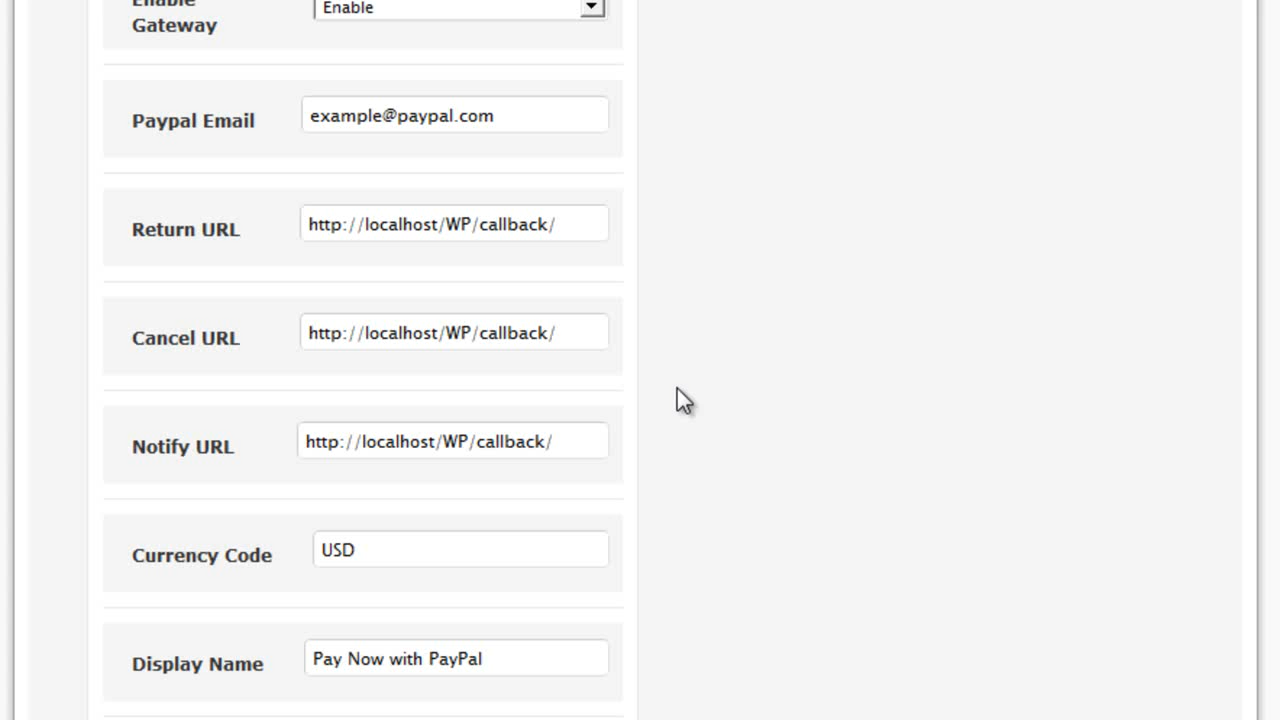 Enable
Gateway
Enable
Paypal Email
example@paypal.com
Return URL
http://localhost/WP/callback/
Cancel URL
http://localhost/WP/callback/
Notify URL
http://localhost/WP/callback/
Currency Code
USD
Display Name
Pay Now with PayPal